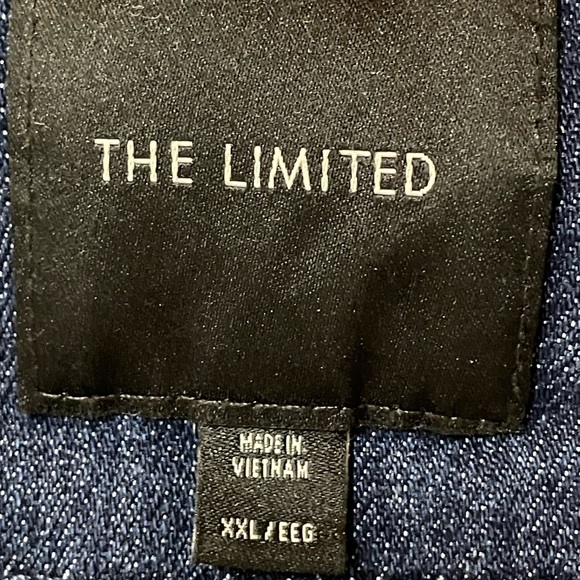 THE LIMITED
MADE IN
VIETNAM
XXL/EEG